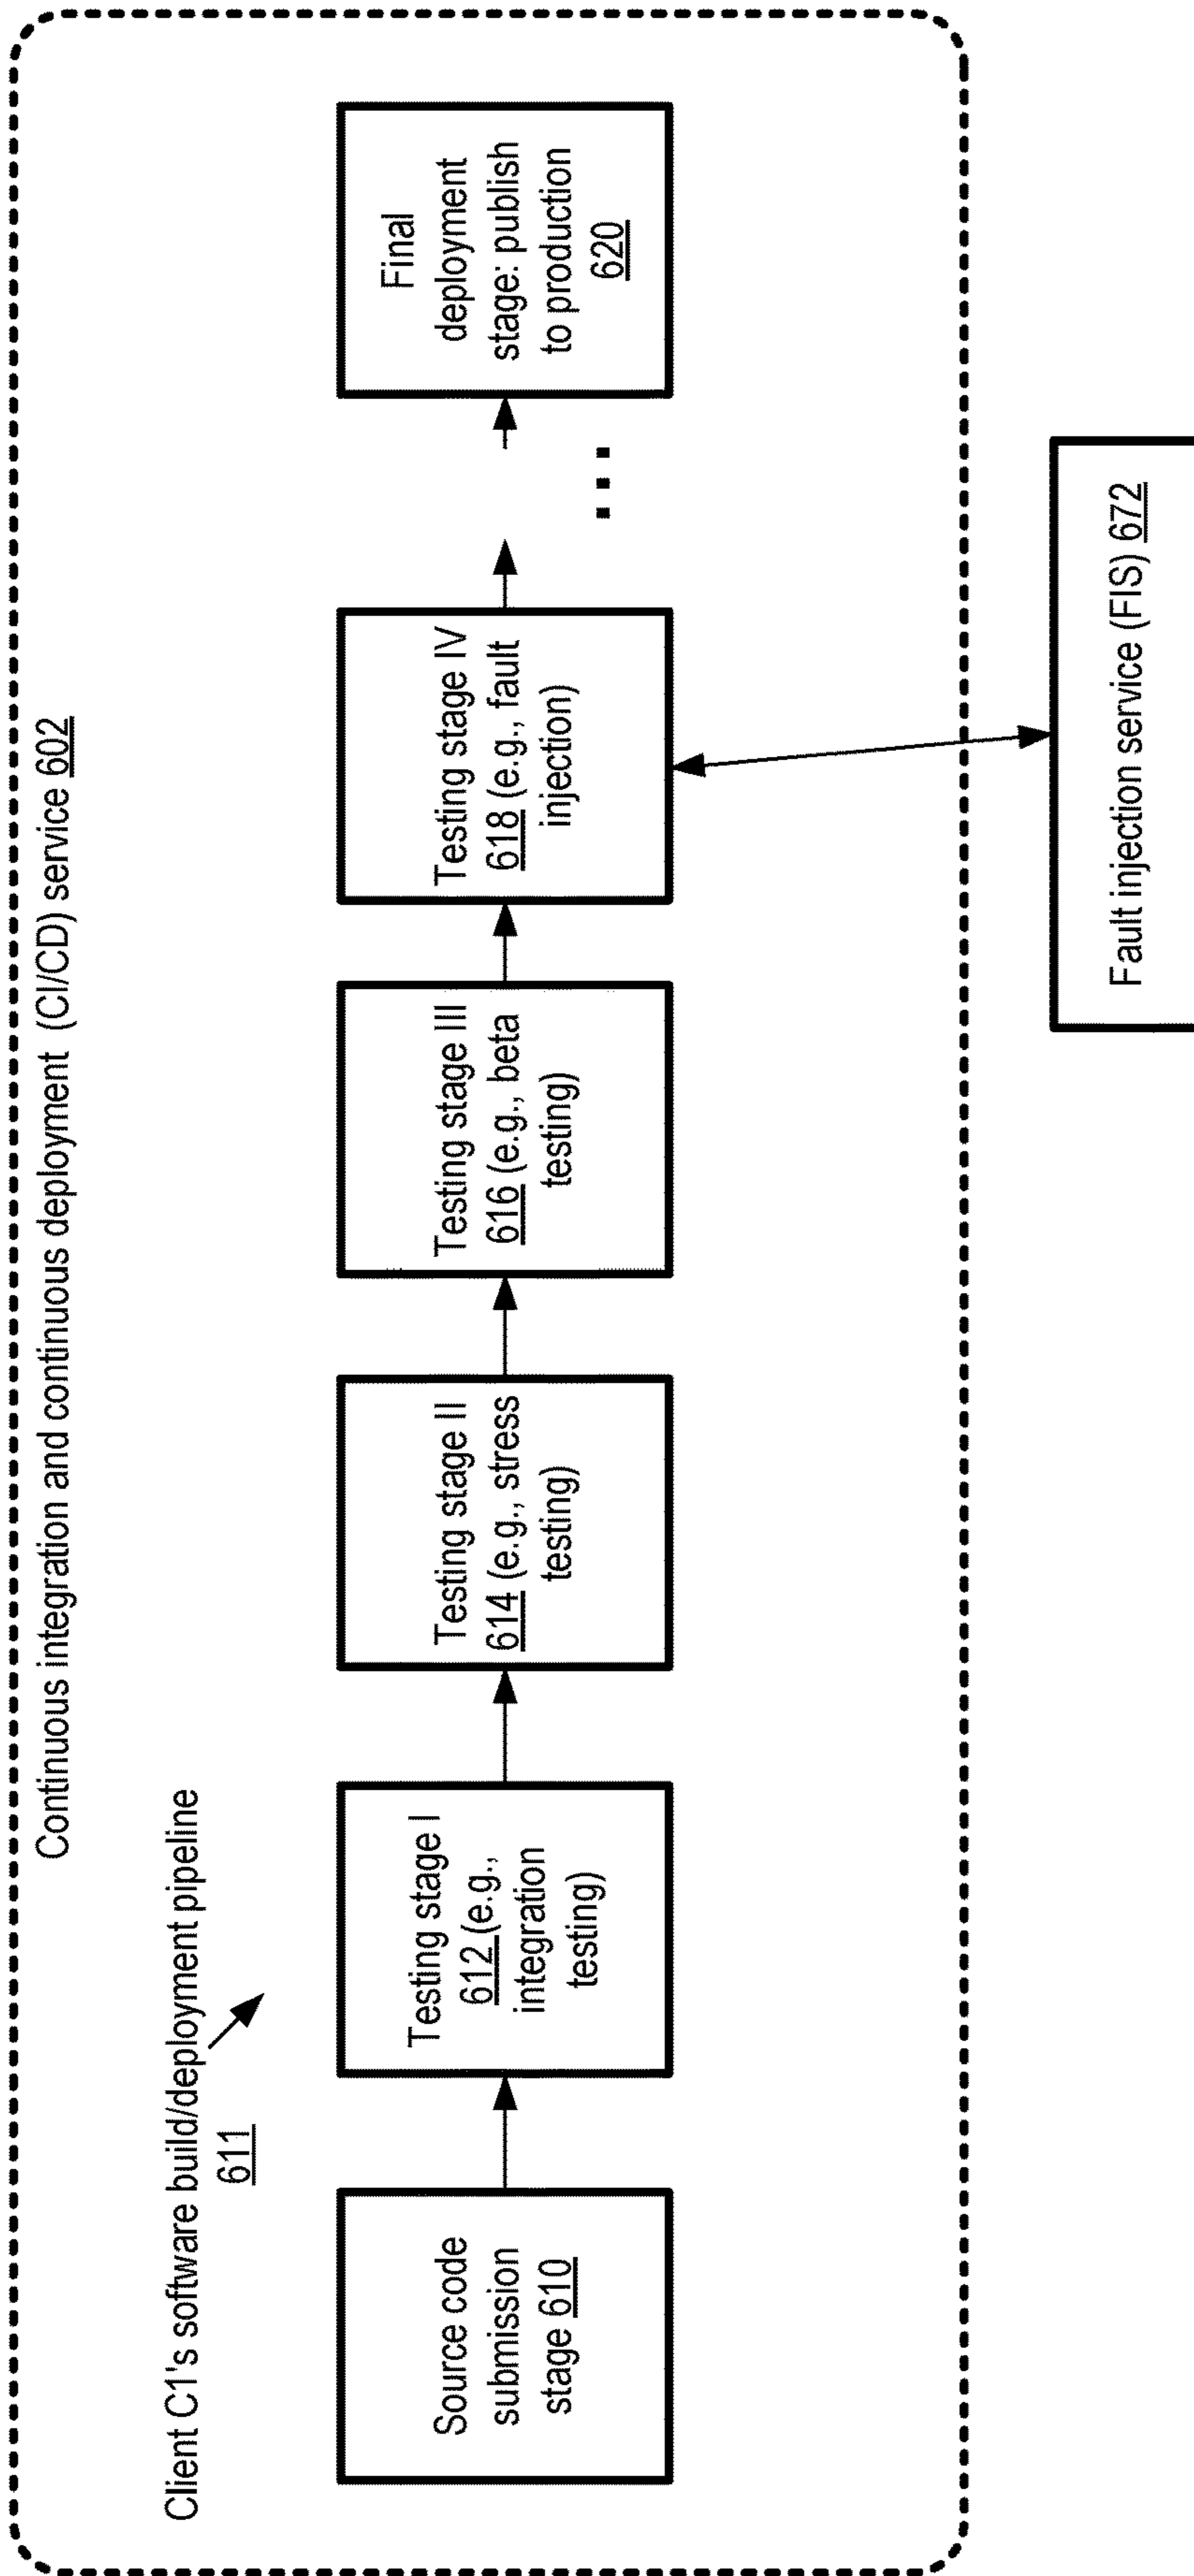 Continuous integration and continuous deployment (CI/CD) service 602
Client C1's software build/deployment pipeline
611
Source code
submission
stage 610
Testing stage I
612 (e.g.,
integration
testing)
Testing stage II
614 (e.g., stress
testing)
Testing stage III
616 (e.g., beta
testing)
Testing stage IV
618 (e.g., fault
injection)
...
Final
deployment
stage: publish
to production
620
Fault injection service (FIS) 672